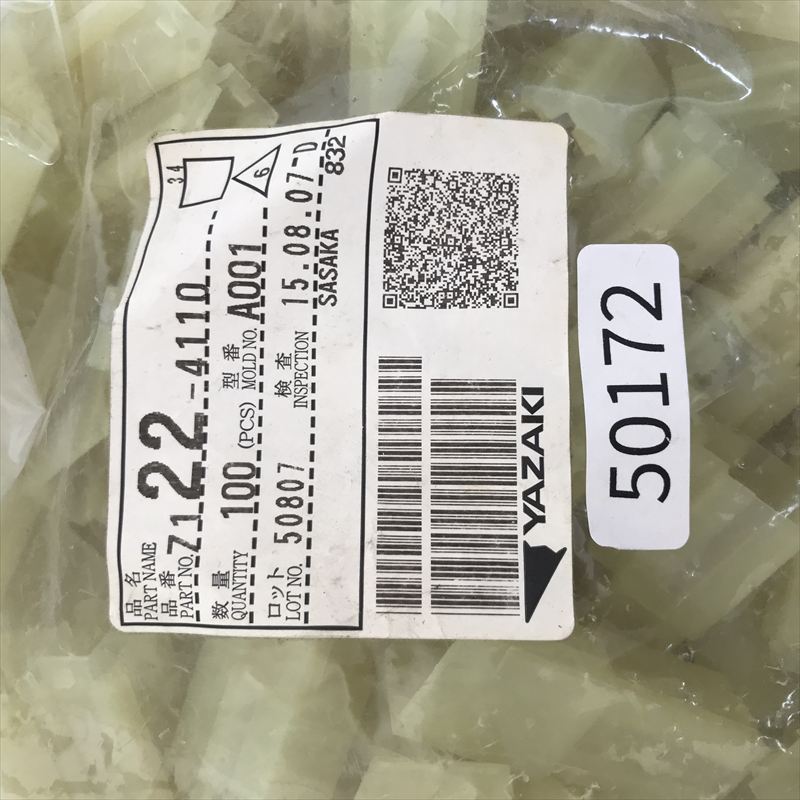 34
6
品名
PART NAME
品番
PART NO. 7122-4110
数量
QUANTITY 100 (PCS)
型番
MOLD NO. A001
ロット
LOT NO. 50807
検査
INSPECTION 15.08.07-D
SASAKA 832
YAZAKI
50172